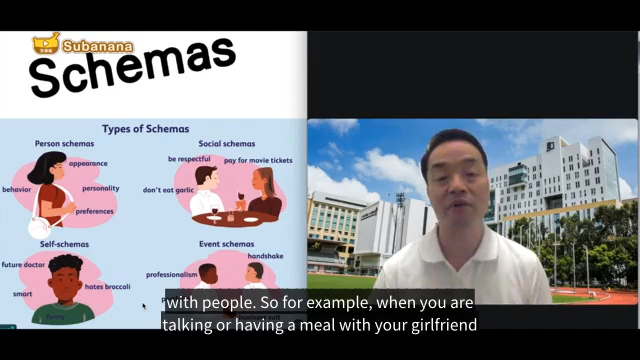 Subanana
Schemas
Types of Schemas
Person schemas
appearance
behavior
personality
preferences
Social schemas
be respectful
pay for movie tickets
don't eat garlic
Self-schemas
future doctor
smart
hates broccoli
funny
Event schemas
handshake
professionalism
with people. So for example, when you are
talking or having a meal with your girlfriend